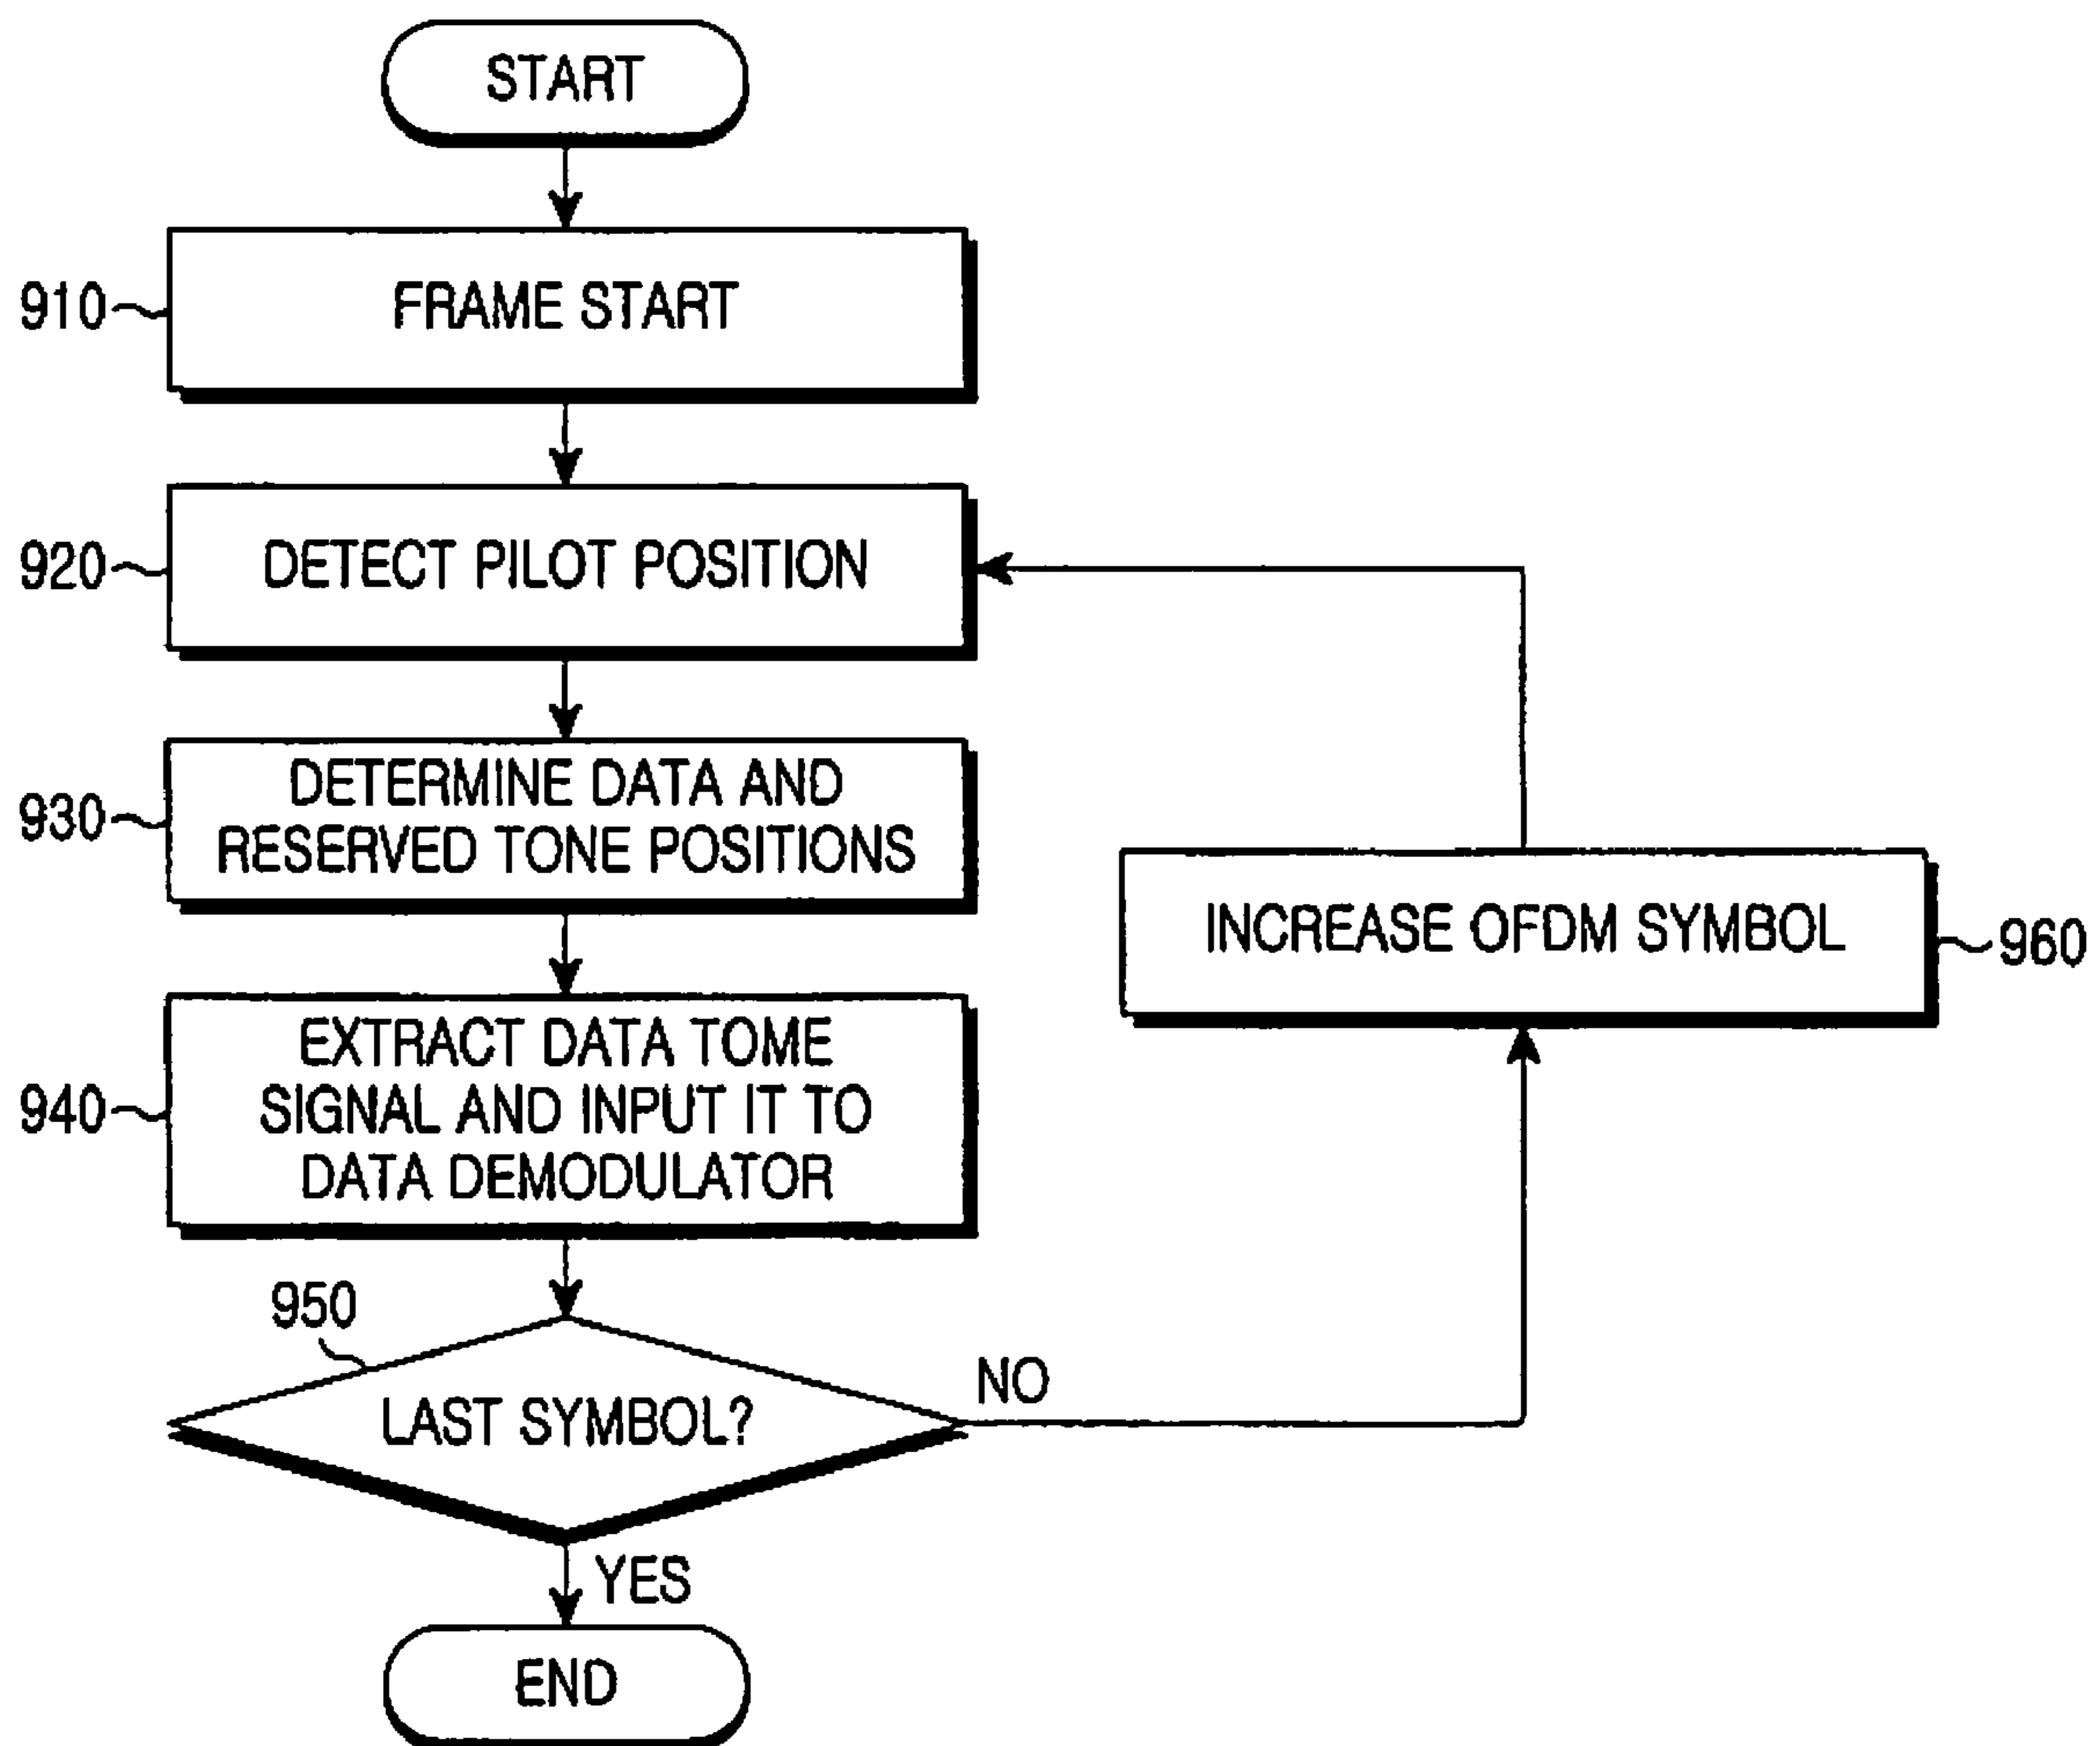 START
910
FRAME START
920
DETECT PILOT POSITION
930
DETERMINE DATA AND
RESERVED TONE POSITIONS
940
EXTRACT DATA TOME
SIGNAL AND INPUT IT TO
DATA DEMODULATOR
950
LAST SYMBOL?
NO
INCREASE OFDM SYMBOL
960
YES
END